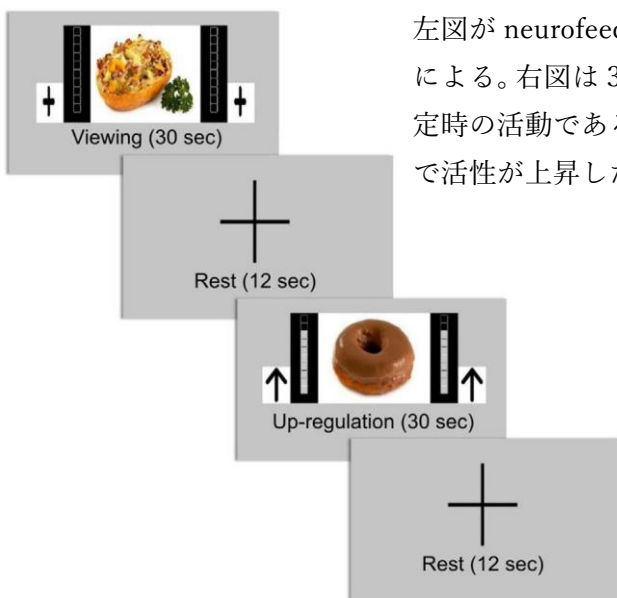 左図が neurofeed
による。右図は 3
定時の活動であ
で活性が上昇し
Viewing (30 sec)
Rest (12 sec)
Up-regulation (30 sec)
Rest (12 sec)